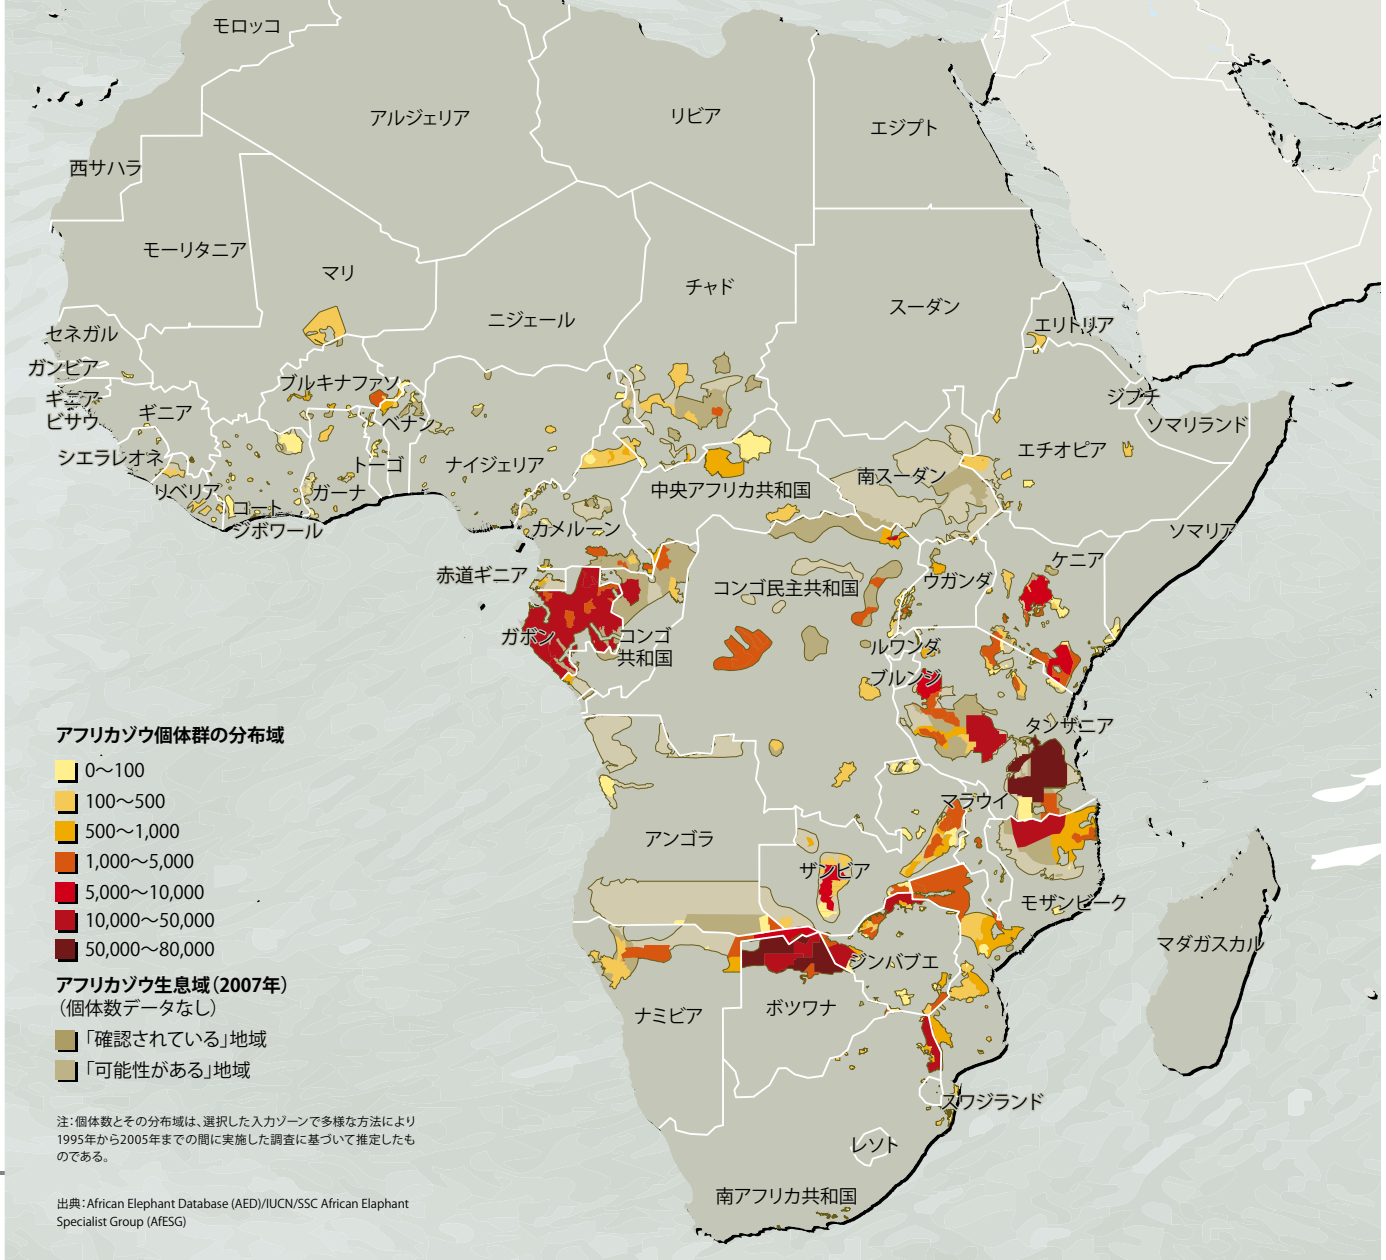 モロッコ
アルジェリア
リビア
エジプト
西サハラ
モーリタニア
マリ
ニジェール
チャド
スーダン
エリトリア
セネガル
ガンビア
ギニア
ビサウ
ギニア
ブルキナファソ
ベナン
ジブチ
ソマリランド
シエラレオネ
トーゴ
ナイジェリア
エチオピア
リベリア
コート
ジボワール
ガーナ
中央アフリカ共和国
南スーダン
カメルーン
ソマリア
赤道ギニア
コンゴ民主共和国
ウガンダ
ケニア
ガボン
コンゴ
共和国
ルワンダ
ブルンジ
タンザニア
アフリカゾウ個体群の分布域
0〜100
100〜500
500〜1,000
1,000〜5,000
5,000〜10,000
10,000〜50,000
50,000〜80,000
アフリカゾウ生息域(2007年)
(個体数データなし)
「確認されている」地域
「可能性がある」地域
マラウイ
アンゴラ
ザンビア
モザンビーク
マダガスカル
ジンバブエ
ナミビア
ボツワナ
スワジランド
レソト
南アフリカ共和国
注:個体数とその分布域は、選択した入力ゾーンで多様な方法により
1995年から2005年までの間に実施した調査に基づいて推定したも
のである。
出典:African Elephant Database (AED)/IUCN/SSC African Elaphant
Specialist Group (AfESG)